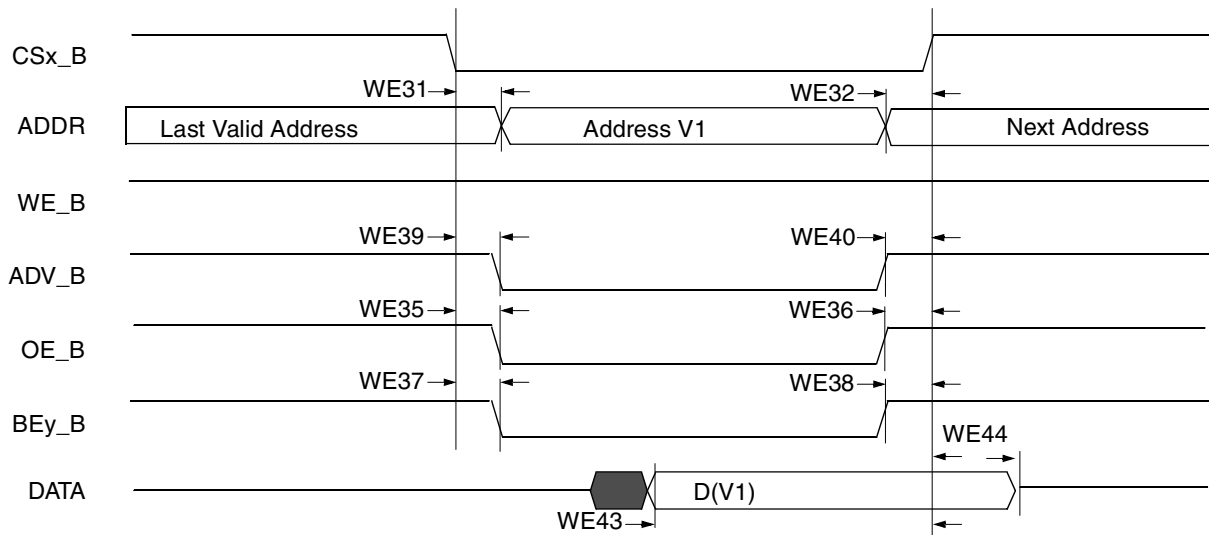 CSx_B
WE31
WE32
ADDR
Last Valid Address
Address V1
Next Address
WE_B
WE39
WE40
ADV_B
WE35
WE36
OE_B
WE37
WE38
BEy_B
WE44
DATA
D(V1)
WE43